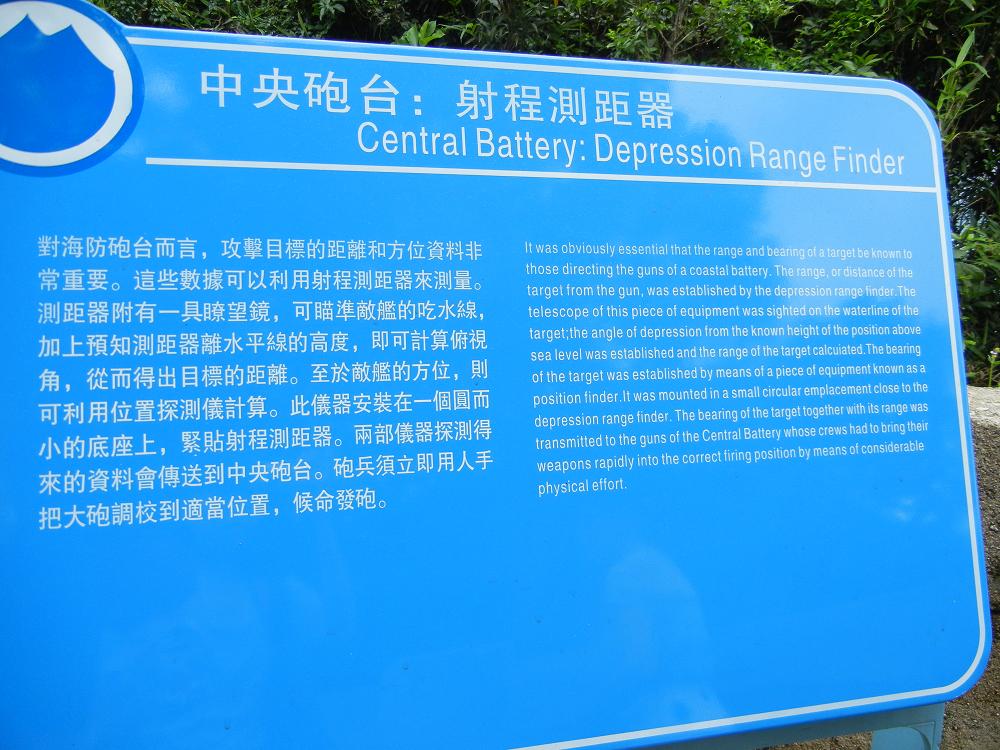 中央砲台：射程測距器
Central Battery: Depression Range Finder
對海防砲台而言，攻擊目標的距離和方位資料非
常重要。這些數據可以利用射程測距器來測量。
測距器附有一具瞭望鏡，可瞄準敵艦的吃水線，
加上預知測距器離水平線的高度，即可計算俯視
角，從而得出目標的距離。至於敵艦的方位，則
可利用位置探測儀計算。此儀器安裝在一個圓而
小的底座上，緊貼射程測距器。兩部儀器探測得
來的資料會傳送到中央砲台。砲兵須立即用人手
把大砲調校到適當位置，候命發砲。
It was obviously essential that the range and bearing of a target be known to
those directing the guns of a coastal battery. The range, or distance of the
target from the gun, was established by the depression range finder.The
telescope of this piece of equipment was sighted on the waterline of the
target;the angle of depression from the known height of the position above
sea level was established and the range of the target calcuiated.The bearing
of the target was established by means of a piece of equipment known as a
position finder.It was mounted in a small circular emplacement close to the
depression range finder. The bearing of the target together with its range was
transmitted to the guns of the Central Battery whose crews had to bring their
weapons rapidly into the correct firing position by means of considerable
physical effort.